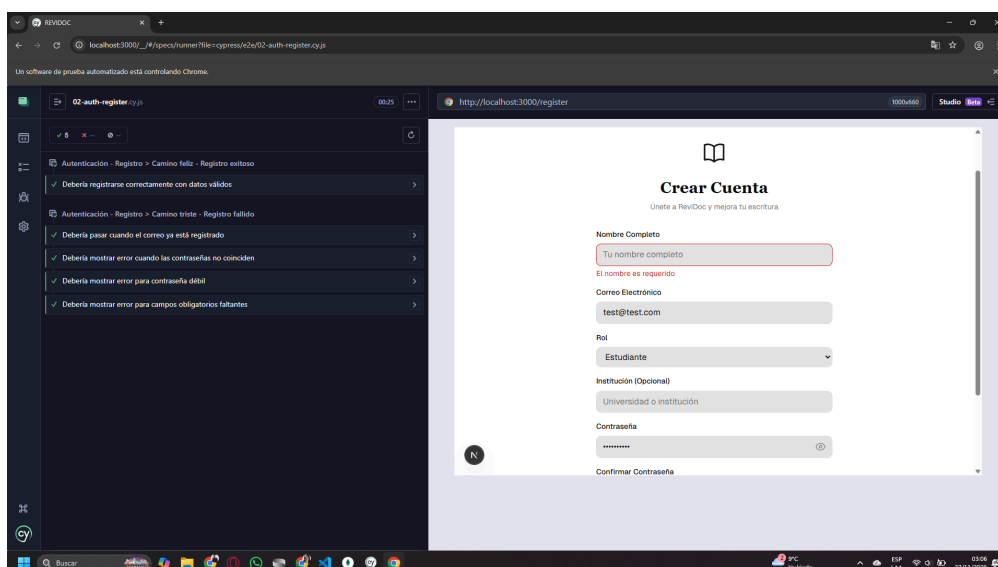 REVIDOC
localhost:3000/__/#/specs/runner?file=cypress/e2e/02-auth-register.cy.js
Un software de prueba automatizado está controlando Chrome.
02-auth-register.cy.js
00:25
5
--
--
Autenticación - Registro > Camino feliz - Registro exitoso
Debería registrarse correctamente con datos válidos
Autenticación - Registro > Camino triste - Registro fallido
Debería pasar cuando el correo ya está registrado
Debería mostrar error cuando las contraseñas no coinciden
Debería mostrar error para contraseña débil
Debería mostrar error para campos obligatorios faltantes
http://localhost:3000/register
1000x660
Studio Beta
Crear Cuenta
Únete a ReviDoc y mejora tu escritura
Nombre Completo
Tu nombre completo
El nombre es requerido
Correo Electrónico
test@test.com
Rol
Estudiante
Institución (Opcional)
Universidad o institución
Contraseña
••••••••••
N
Confirmar Contraseña
cy
Buscar
2
9°C
ESP
03:06